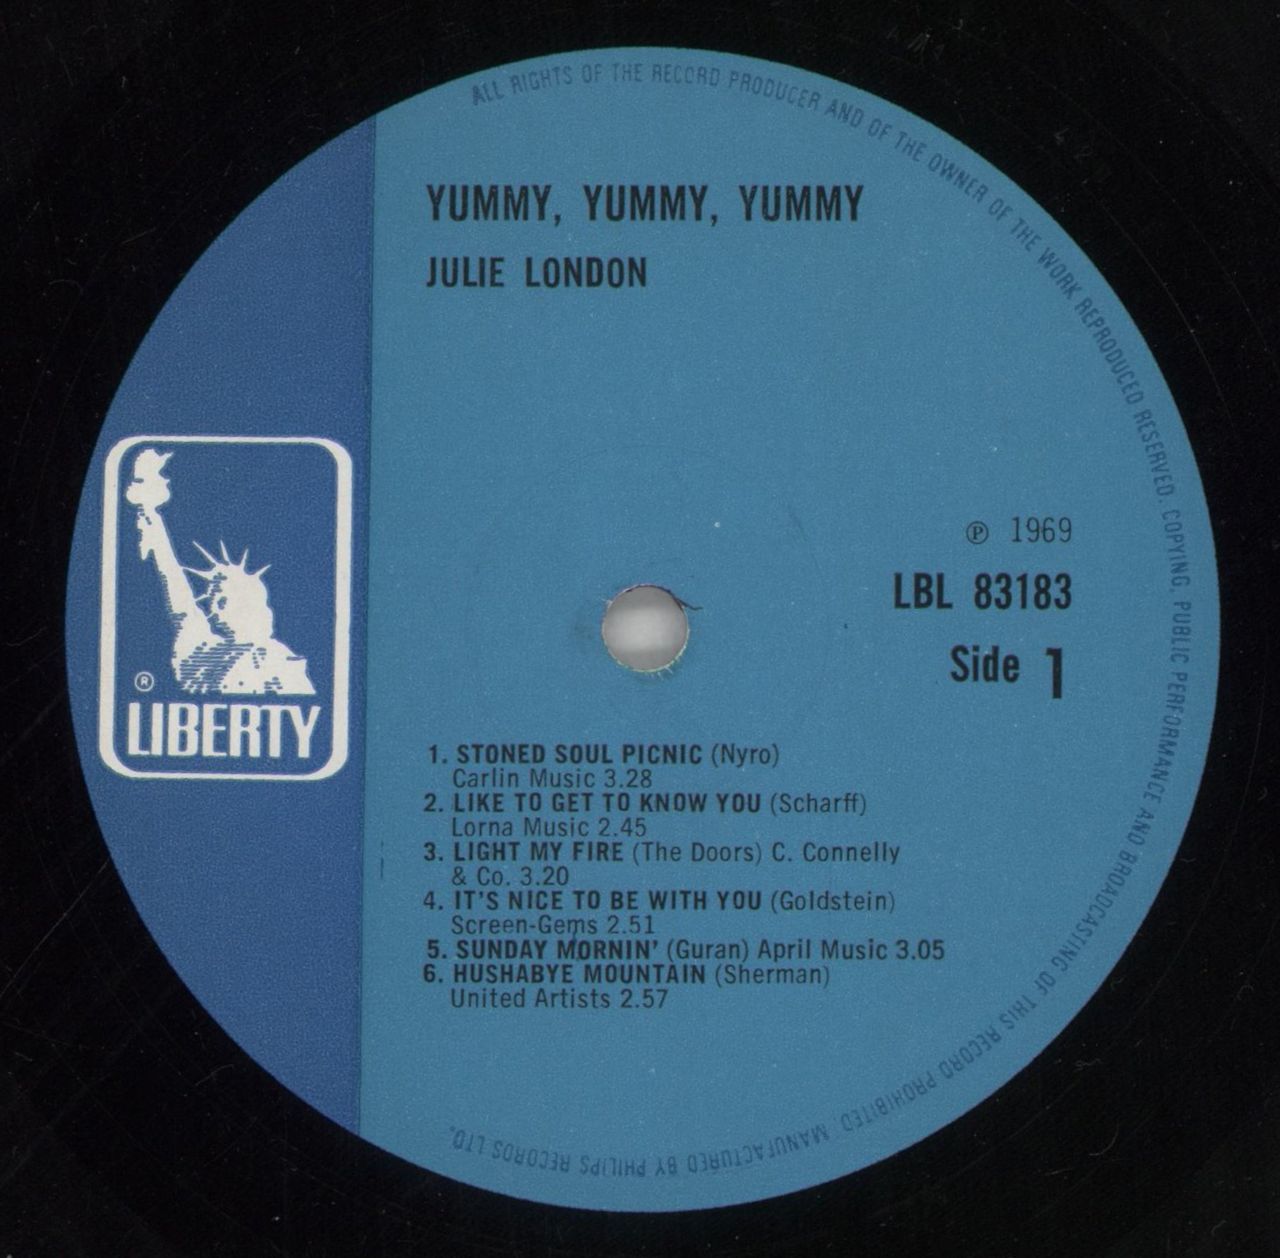 ALL RIGHTS OF THE RECORD PRODUCER AND OF THE OWNER OF THE WORK REPRODUCED RESERVED. COPYING, PUBLIC PERFORMANCE AND BROADCASTING OF THIS RECORD PROHIBITED. MANUFACTURED BY PHILIPS RECORDS LTD.
YUMMY, YUMMY, YUMMY
JULIE LONDON
℗ 1969
LBL 83183
Side 1
®
LIBERTY
1. STONED SOUL PICNIC (Nyro)
Carlin Music 3.28
2. LIKE TO GET TO KNOW YOU (Scharff)
Lorna Music 2.45
3. LIGHT MY FIRE (The Doors) C. Connelly
& Co. 3.20
4. IT'S NICE TO BE WITH YOU (Goldstein)
Screen-Gems 2.51
5. SUNDAY MORNIN' (Guran) April Music 3.05
6. HUSHABYE MOUNTAIN (Sherman)
United Artists 2.57